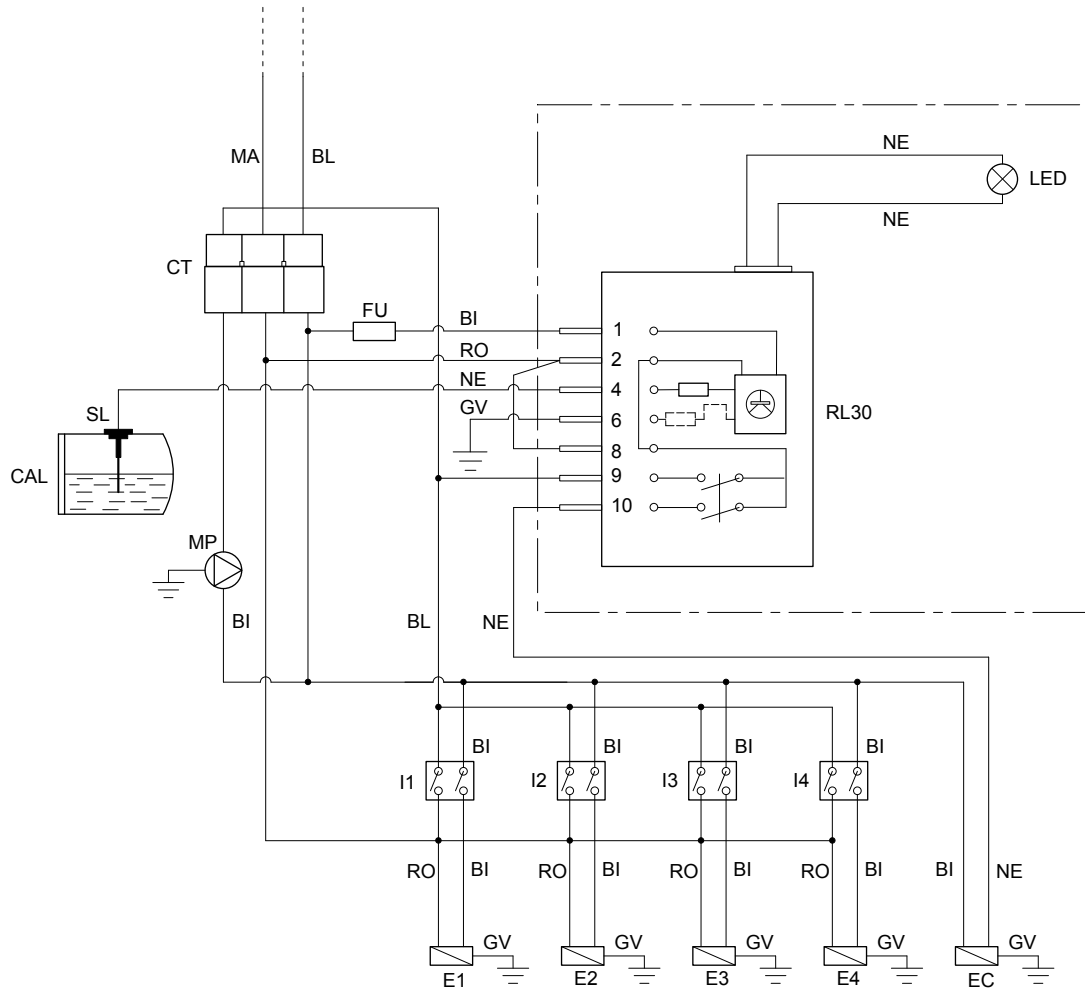 NE
LED
MA
BL
NE
CT
FU
BI
1
RO
2
NE
4
RL30
SL
GV
6
8
CAL
9
10
MP
BI
BL
NE
BI
BI
BI
BI
I1
I2
I3
I4
RO
BI
RO
BI
RO
BI
RO
BI
BI
NE
GV
GV
GV
GV
GV
E1
E2
E3
E4
EC